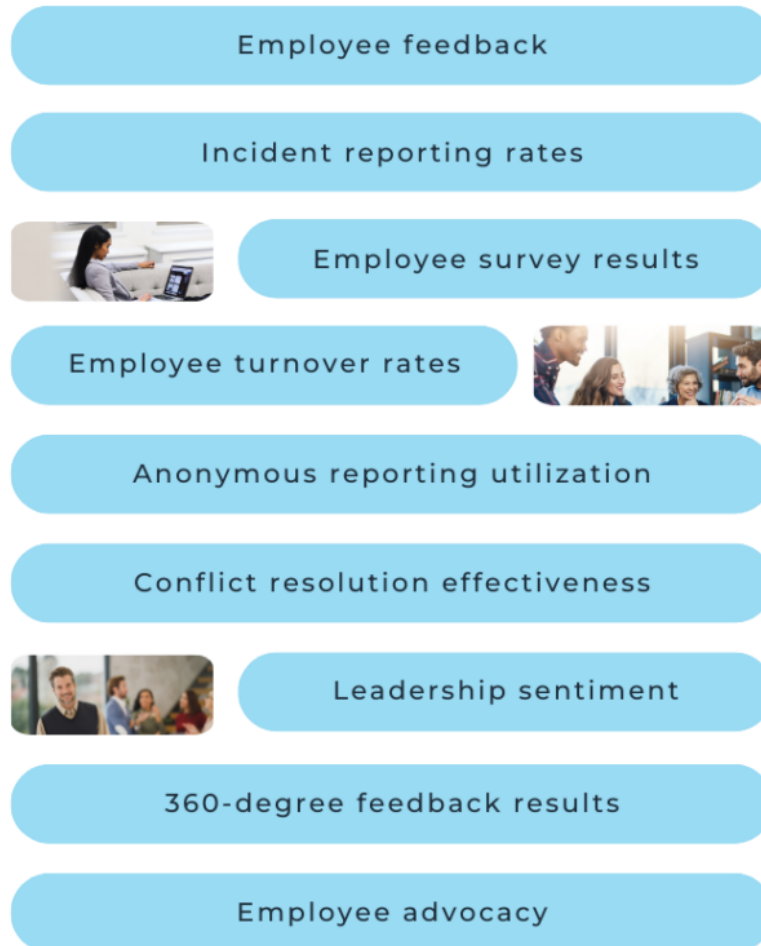 Employee feedback
Incident reporting rates
Employee survey results
Employee turnover rates
Anonymous reporting utilization
Conflict resolution effectiveness
Leadership sentiment
360-degree feedback results
Employee advocacy